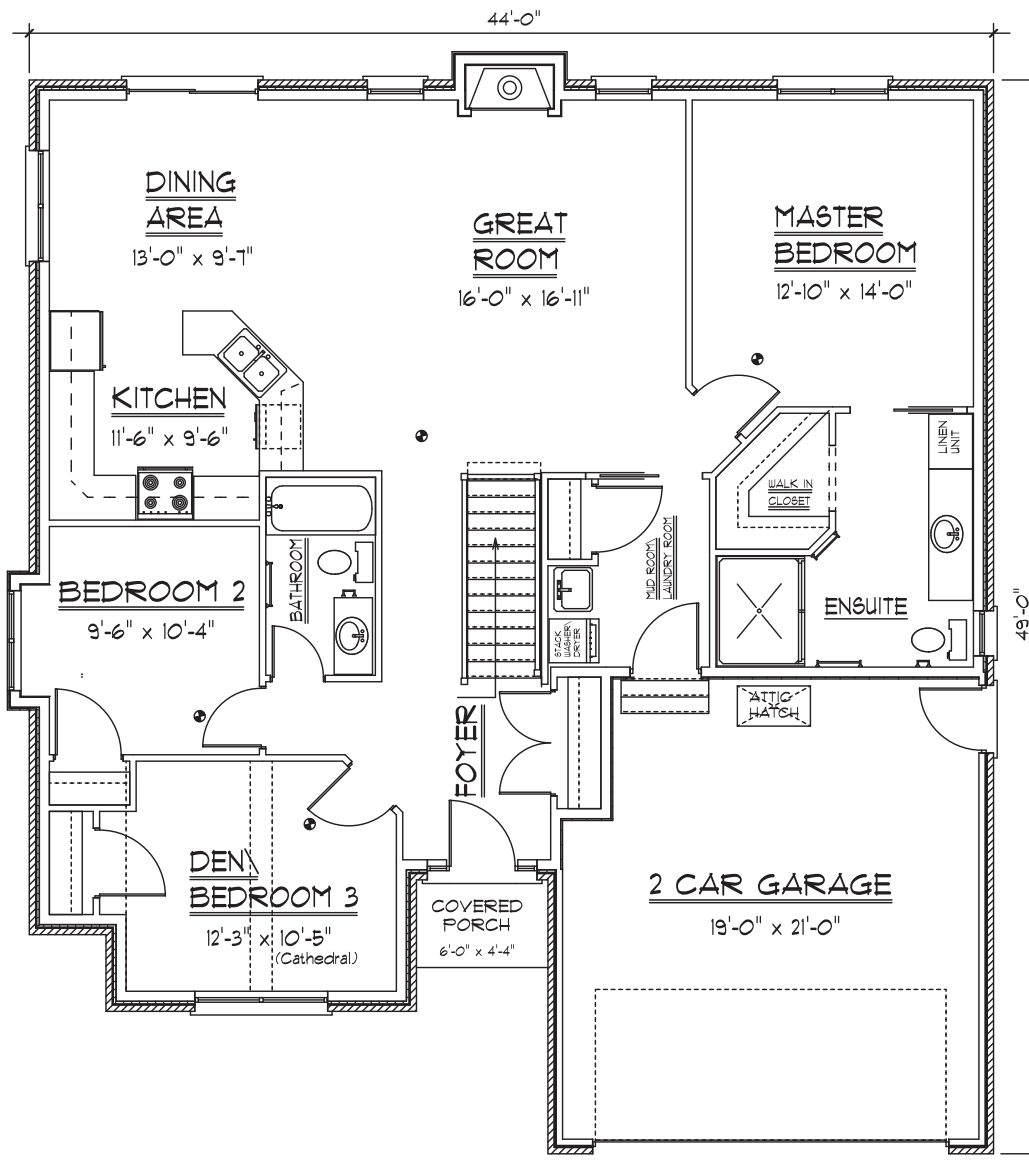 44'-0"
DINING
AREA
13'-0" x 9'-7"
GREAT
ROOM
16'-0" x 16'-11"
MASTER
BEDROOM
12'-10" x 14'-0"
KITCHEN
11'-6" x 9'-6"
LINEN
UNIT
WALK IN
CLOSET
MUD ROOM\
LAUNDRY ROOM
BATHROOM
BEDROOM 2
9'-6" x 10'-4"
STACK
WASHER\
DRYER
ENSUITE
49'-0"
ATTIC
HATCH
FOYER
DEN\
BEDROOM 3
12'-3" x 10'-5"
(Cathedral)
2 CAR GARAGE
19'-0" x 21'-0"
COVERED
PORCH
6'-0" x 4'-4"